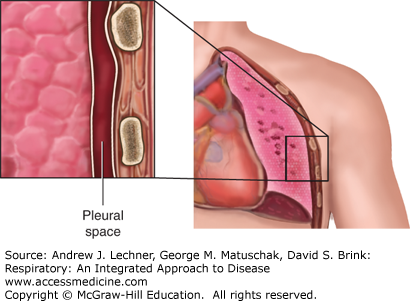 Pleural
space
Source: Andrew J. Lechner, George M. Matuschak, David S. Brink:
Respiratory: An Integrated Approach to Disease
www.accessmedicine.com
Copyright © McGraw-Hill Education.  All rights reserved.